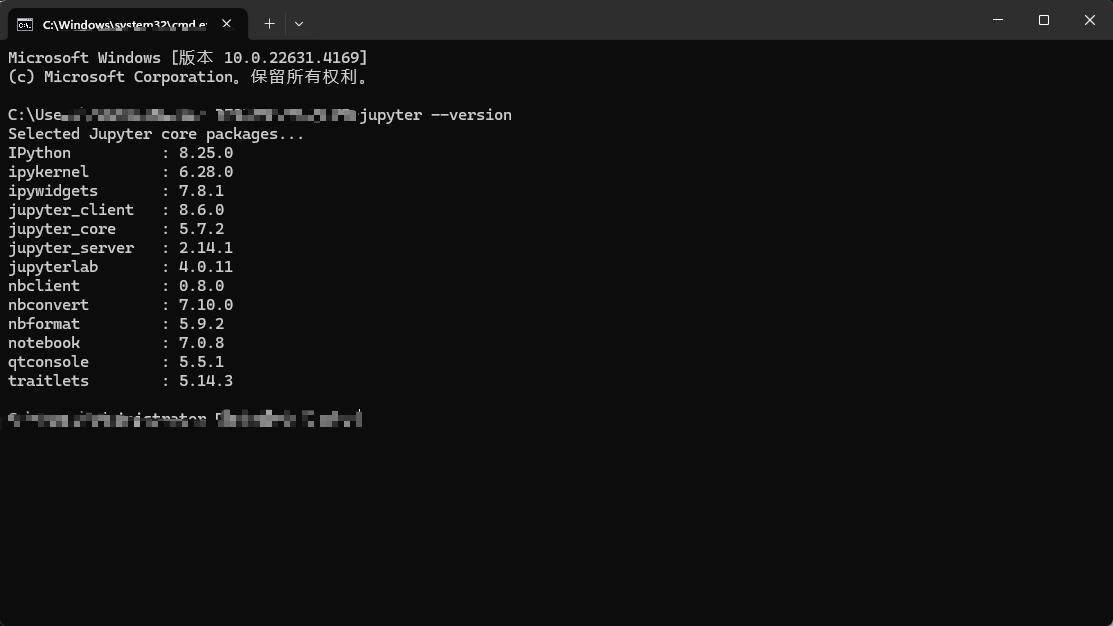 C:\Windows\system32\cmd.e
Microsoft Windows [版本 10.0.22631.4169]
(c) Microsoft Corporation。保留所有权利。
C:\Use jupyter --version
Selected Jupyter core packages...
IPython : 8.25.0
ipykernel : 6.28.0
ipywidgets : 7.8.1
jupyter_client : 8.6.0
jupyter_core : 5.7.2
jupyter_server : 2.14.1
jupyterlab : 4.0.11
nbclient : 0.8.0
nbconvert : 7.10.0
nbformat : 5.9.2
notebook : 7.0.8
qtconsole : 5.5.1
traitlets : 5.14.3